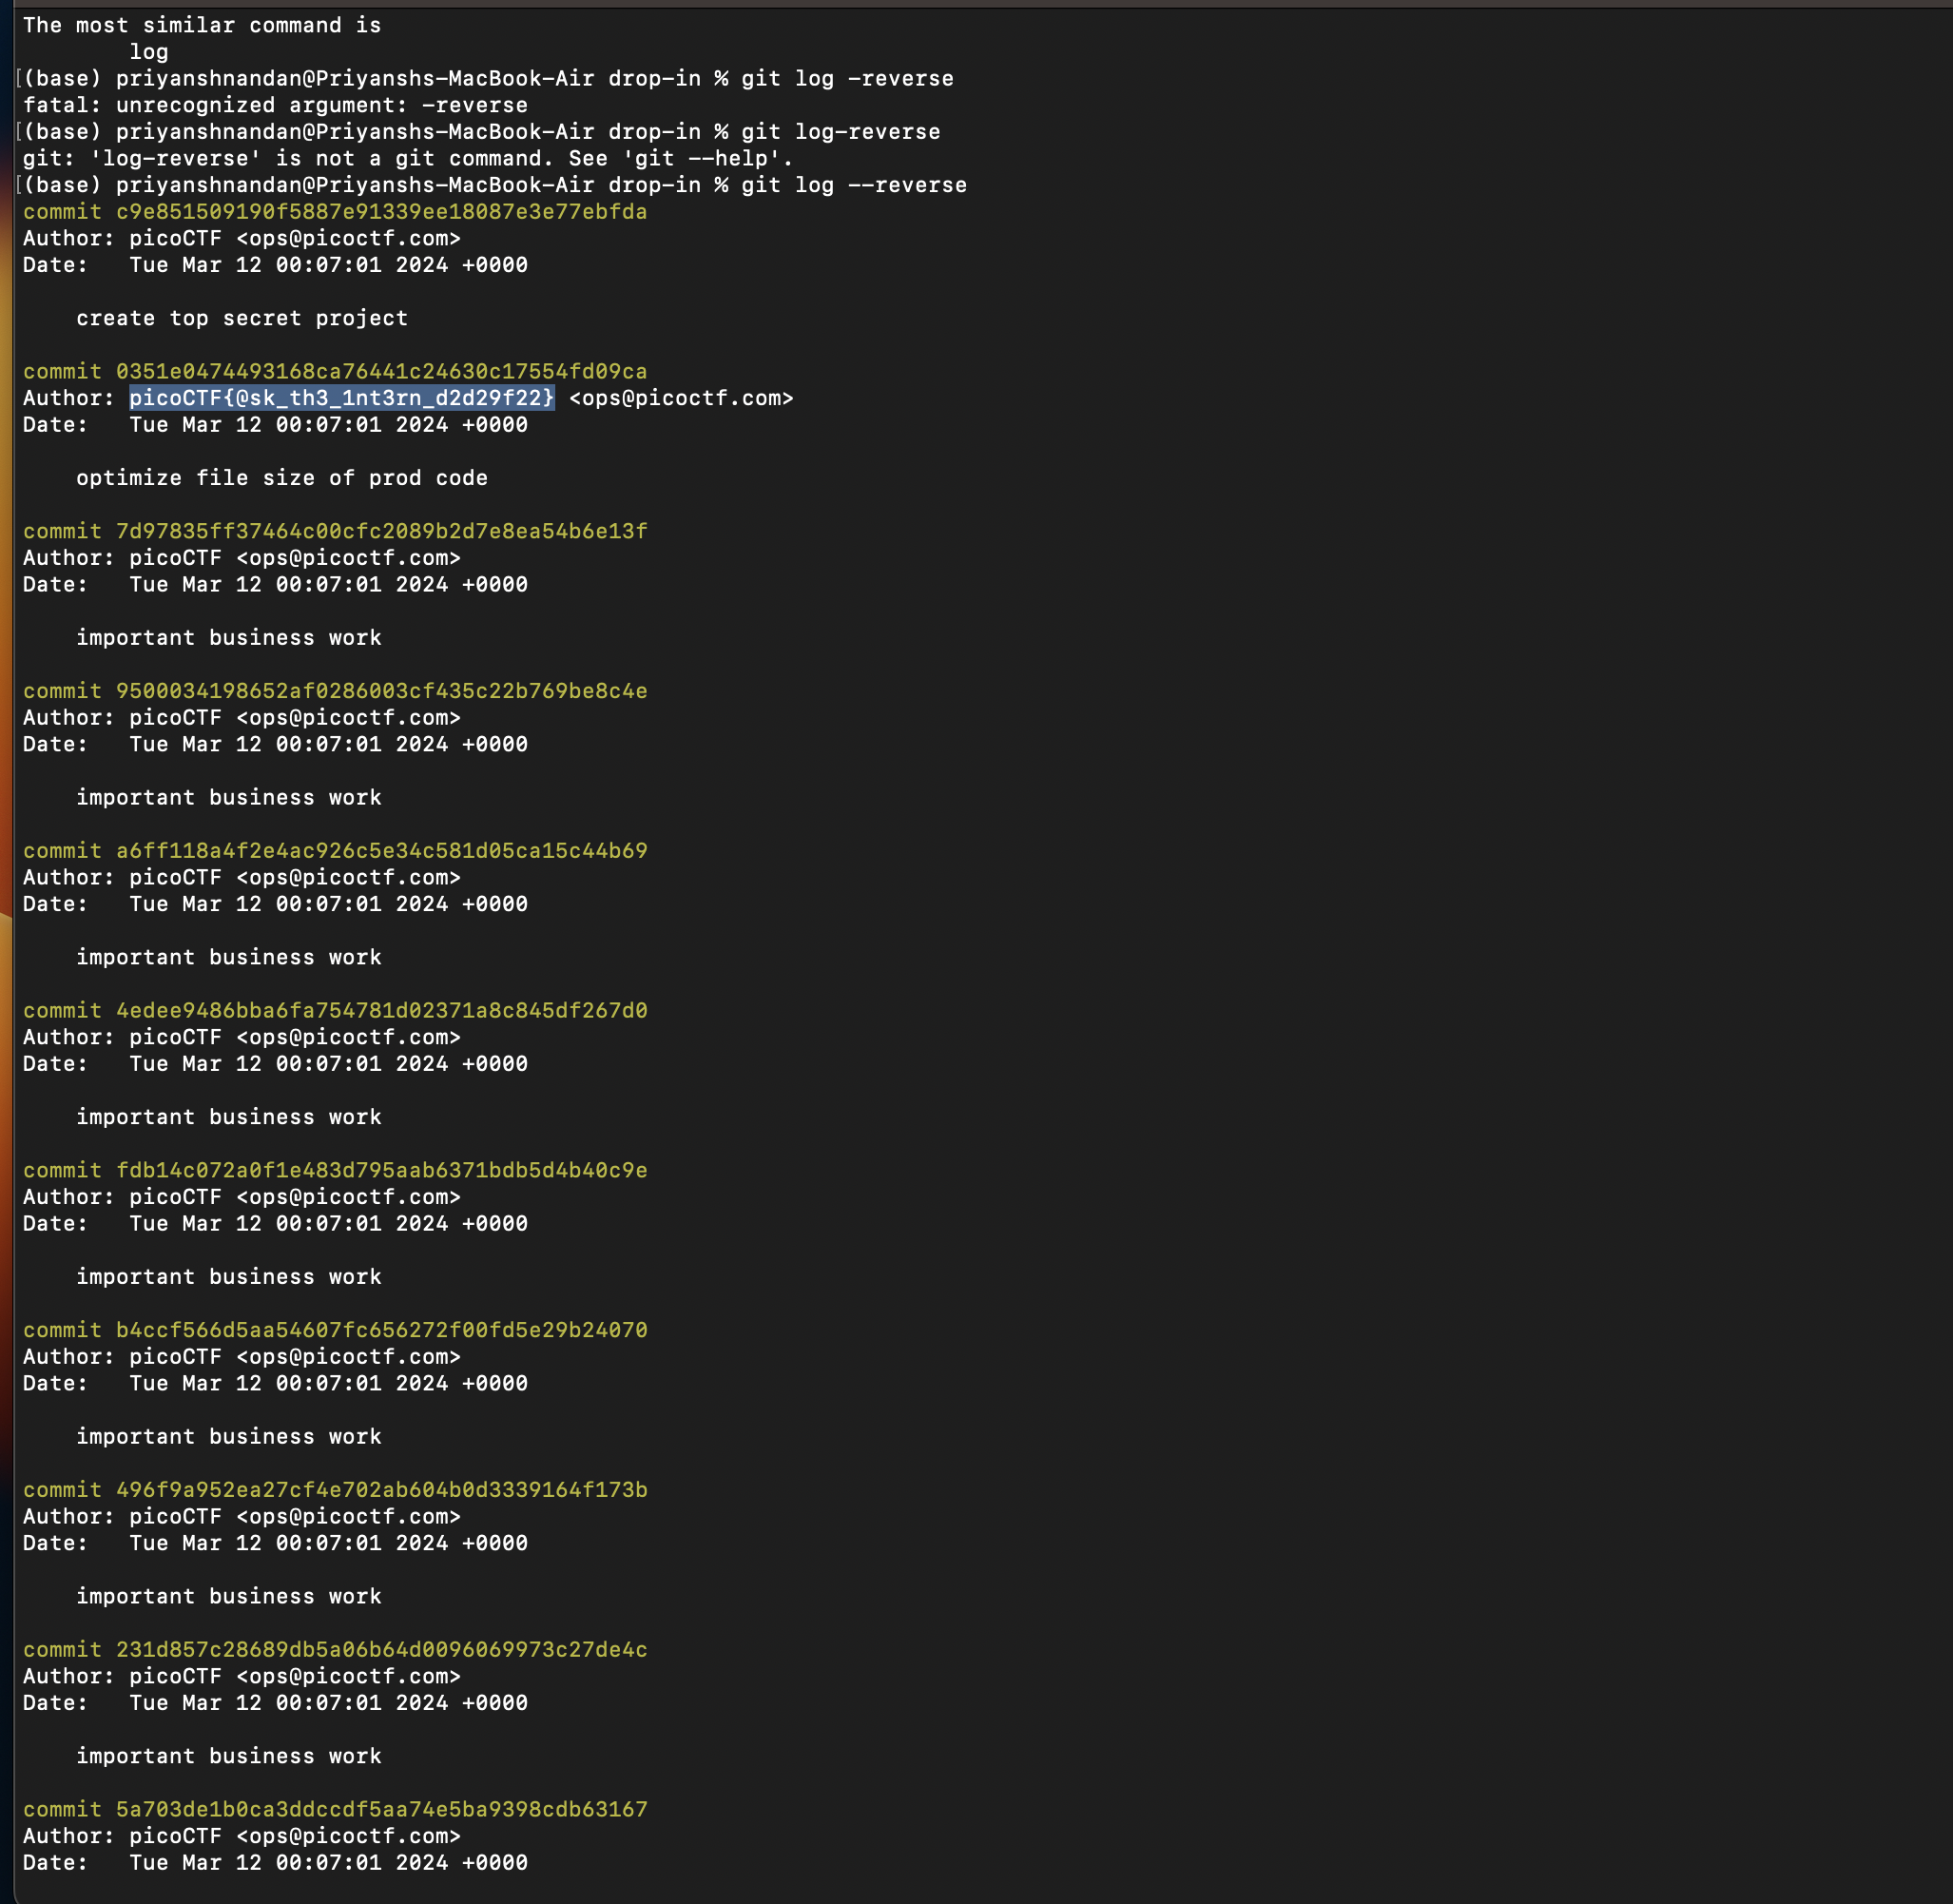 The most similar command is
log
[(base) priyanshnandan@Priyanshs-MacBook-Air drop-in % git log -reverse
fatal: unrecognized argument: -reverse
[(base) priyanshnandan@Priyanshs-MacBook-Air drop-in % git log-reverse
git: 'log-reverse' is not a git command. See 'git --help'.
[(base) priyanshnandan@Priyanshs-MacBook-Air drop-in % git log --reverse
commit c9e851509190f5887e91339ee18087e3e77ebfda
Author: picoCTF <ops@picoctf.com>
Date:   Tue Mar 12 00:07:01 2024 +0000
create top secret project
commit 0351e0474493168ca76441c24630c17554fd09ca
Author: picoCTF{@sk_th3_1nt3rn_d2d29f22} <ops@picoctf.com>
Date:   Tue Mar 12 00:07:01 2024 +0000
optimize file size of prod code
commit 7d97835ff37464c00cfc2089b2d7e8ea54b6e13f
Author: picoCTF <ops@picoctf.com>
Date:   Tue Mar 12 00:07:01 2024 +0000
important business work
commit 9500034198652af0286003cf435c22b769be8c4e
Author: picoCTF <ops@picoctf.com>
Date:   Tue Mar 12 00:07:01 2024 +0000
important business work
commit a6ff118a4f2e4ac926c5e34c581d05ca15c44b69
Author: picoCTF <ops@picoctf.com>
Date:   Tue Mar 12 00:07:01 2024 +0000
important business work
commit 4edee9486bba6fa754781d02371a8c845df267d0
Author: picoCTF <ops@picoctf.com>
Date:   Tue Mar 12 00:07:01 2024 +0000
important business work
commit fdb14c072a0f1e483d795aab6371bdb5d4b40c9e
Author: picoCTF <ops@picoctf.com>
Date:   Tue Mar 12 00:07:01 2024 +0000
important business work
commit b4ccf566d5aa54607fc656272f00fd5e29b24070
Author: picoCTF <ops@picoctf.com>
Date:   Tue Mar 12 00:07:01 2024 +0000
important business work
commit 496f9a952ea27cf4e702ab604b0d3339164f173b
Author: picoCTF <ops@picoctf.com>
Date:   Tue Mar 12 00:07:01 2024 +0000
important business work
commit 231d857c28689db5a06b64d0096069973c27de4c
Author: picoCTF <ops@picoctf.com>
Date:   Tue Mar 12 00:07:01 2024 +0000
important business work
commit 5a703de1b0ca3ddccdf5aa74e5ba9398cdb63167
Author: picoCTF <ops@picoctf.com>
Date:   Tue Mar 12 00:07:01 2024 +0000